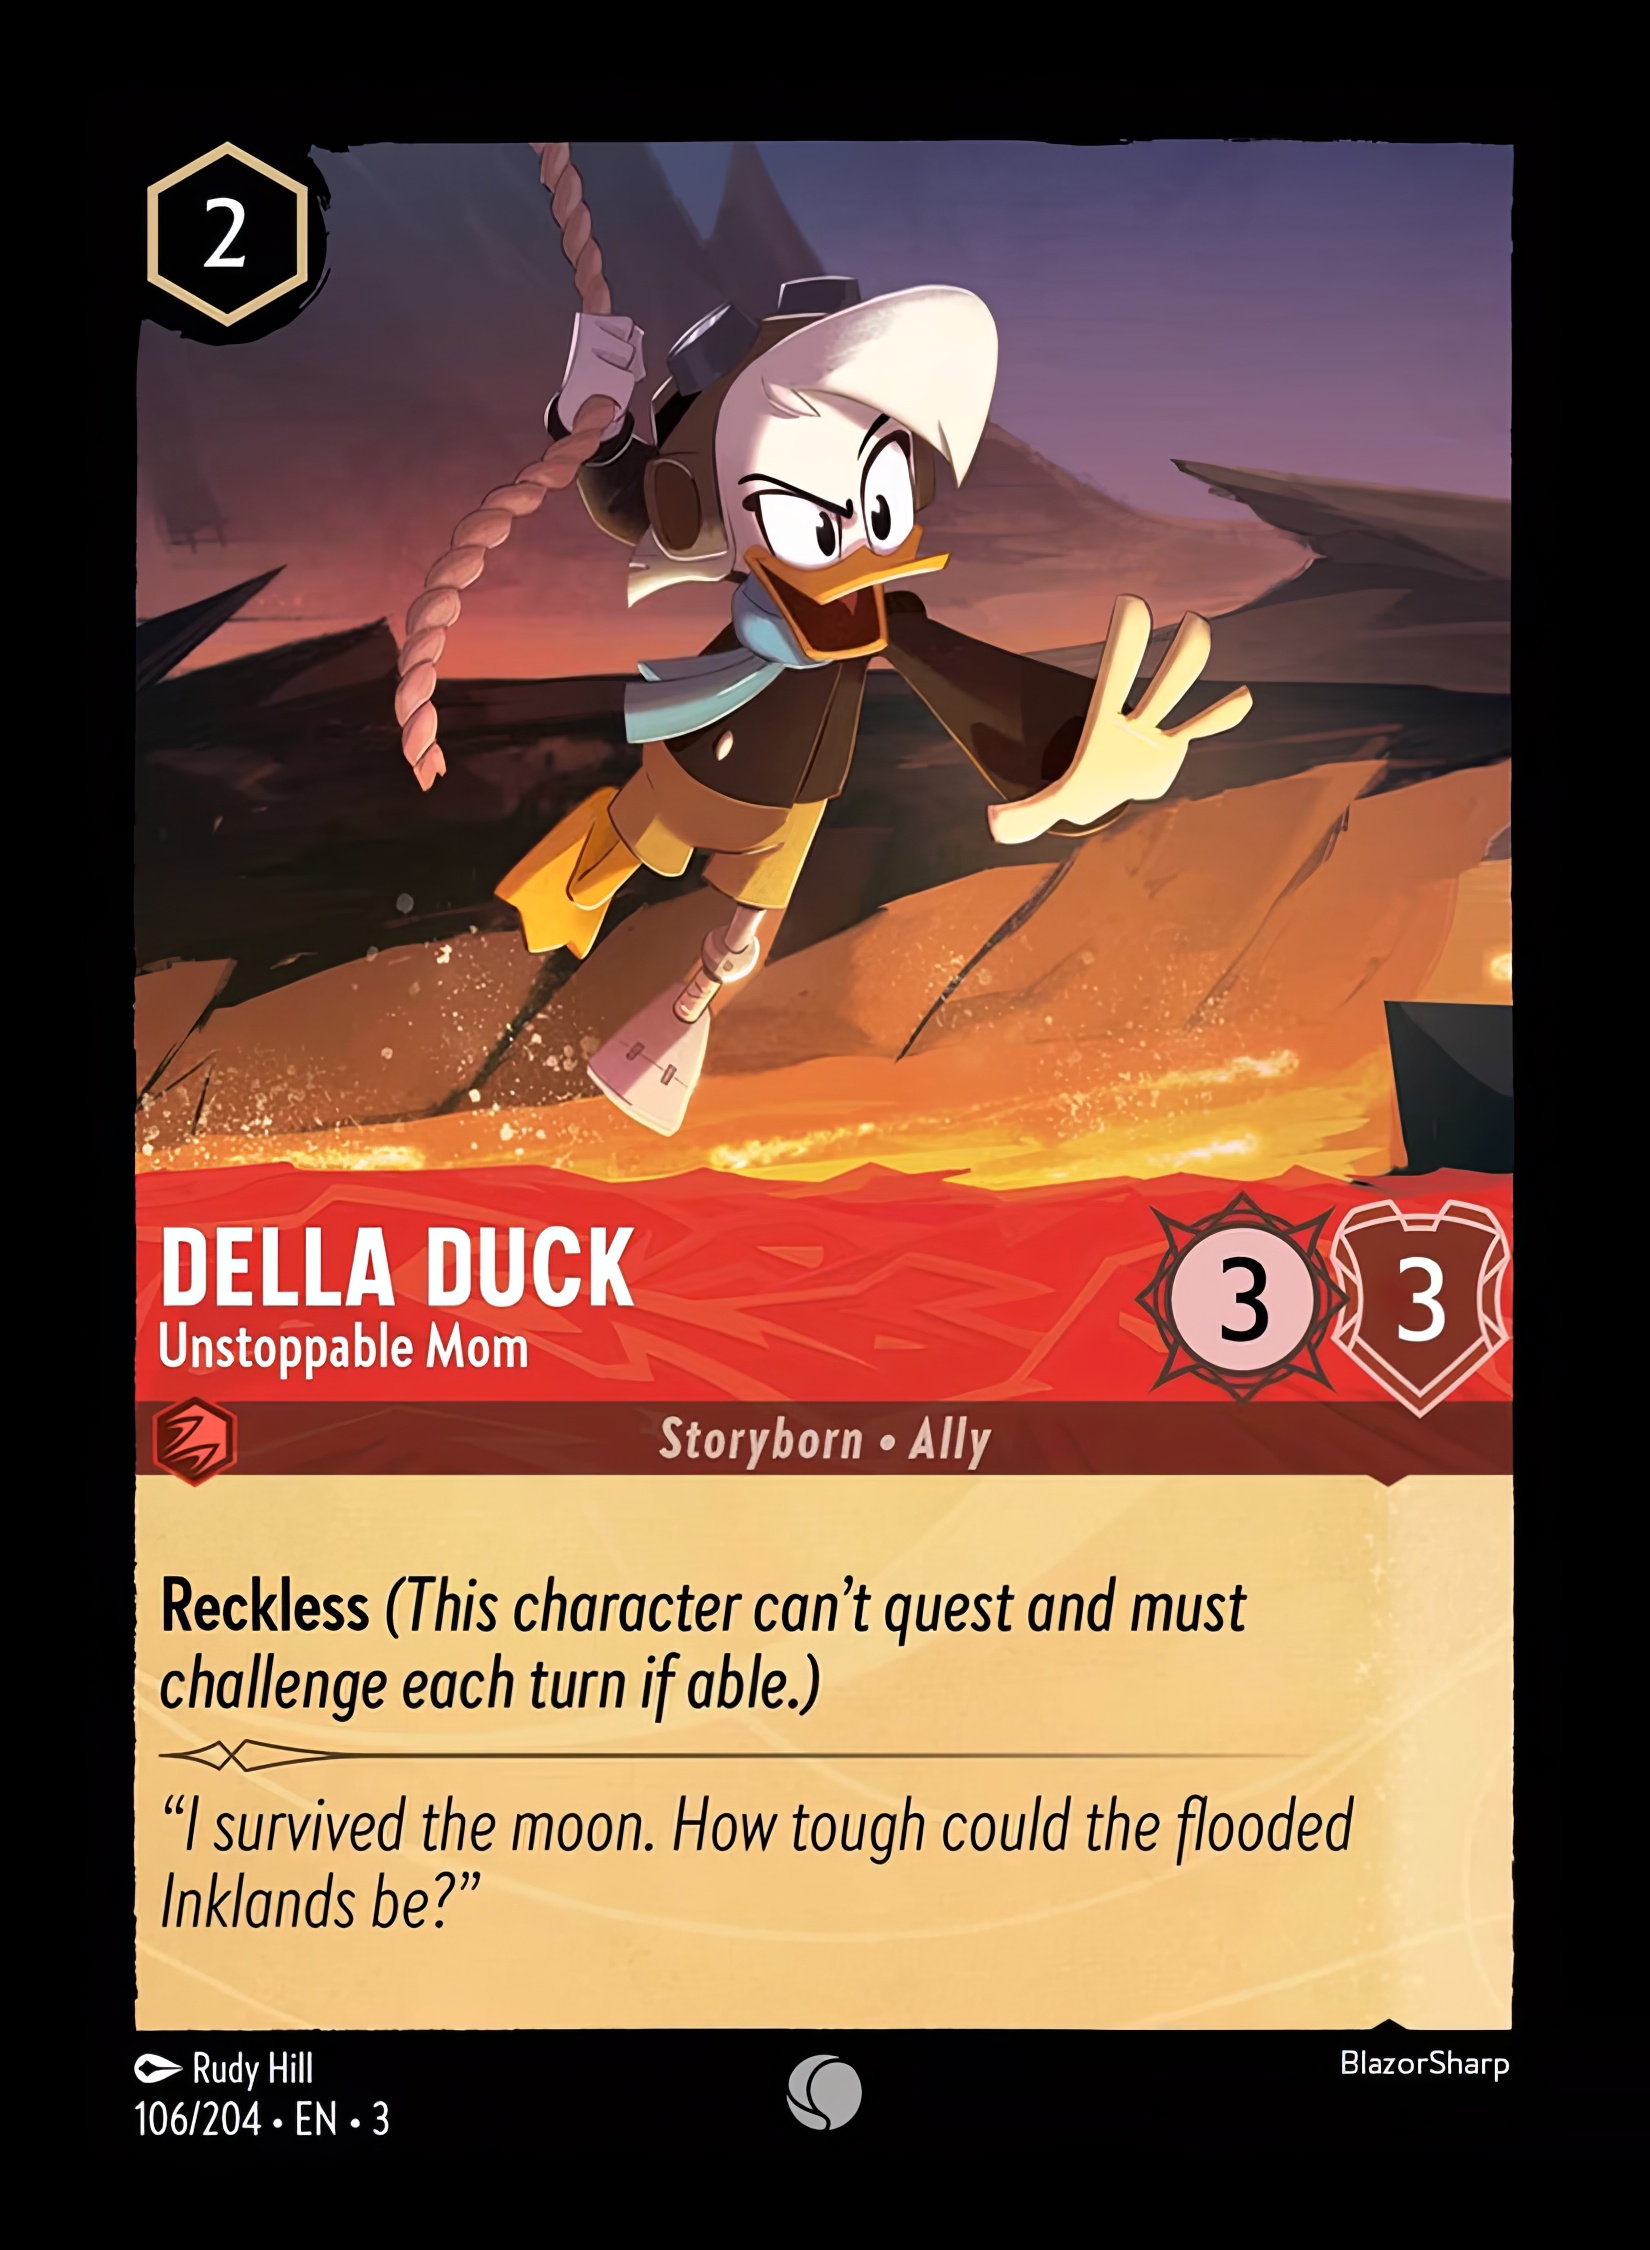 2
DELLA DUCK
3
3
Unstoppable Mom
Storyborn • Ally
Reckless (This character can’t quest and must
challenge each turn if able.)
“I survived the moon. How tough could the flooded
Inklands be?”
Rudy Hill
BlazorSharp
106/204 • EN • 3